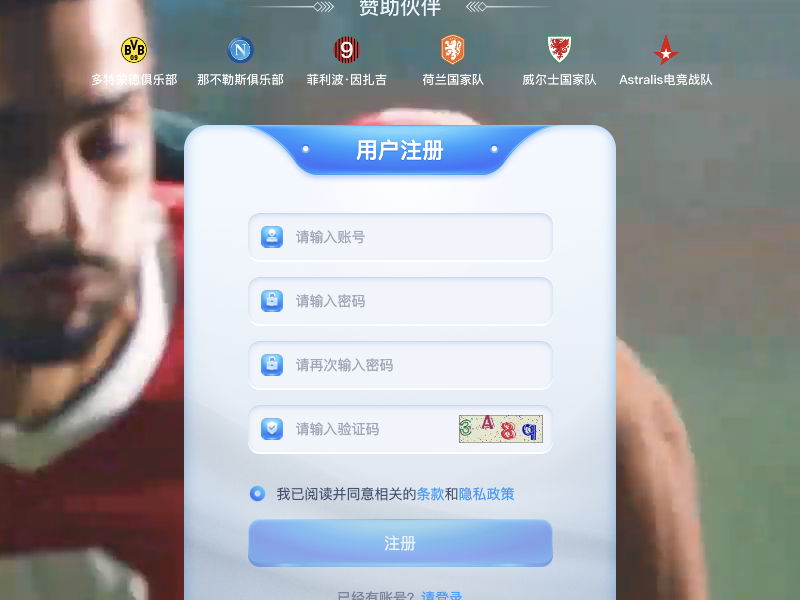 赞助伙伴
BVB 09
N
9
多特蒙德俱乐部
那不勒斯俱乐部
菲利波·因扎吉
荷兰国家队
威尔士国家队
Astralis电竞战队
用户注册
请输入账号
请输入密码
请再次输入密码
请输入验证码
3A89
我已阅读并同意相关的条款和隐私政策
注册
已经有账号? 请登录